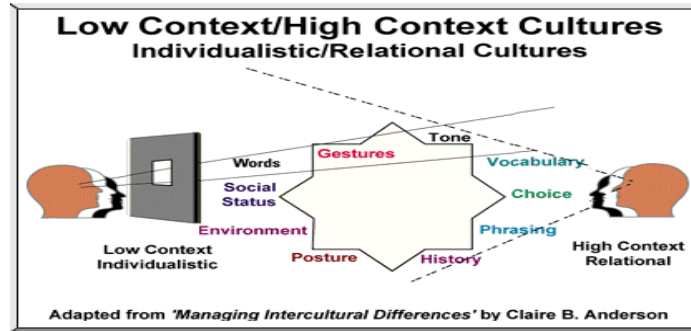 Low Context/High Context Cultures
Individualistic/Relational Cultures
Tone
Gestures
Words
Vocabulary
Social
Status
Choice
Environment
Phrasing
Low Context
Individualistic
High Context
Relational
Posture
History
Adapted from 'Managing Intercultural Differences' by Claire B. Anderson